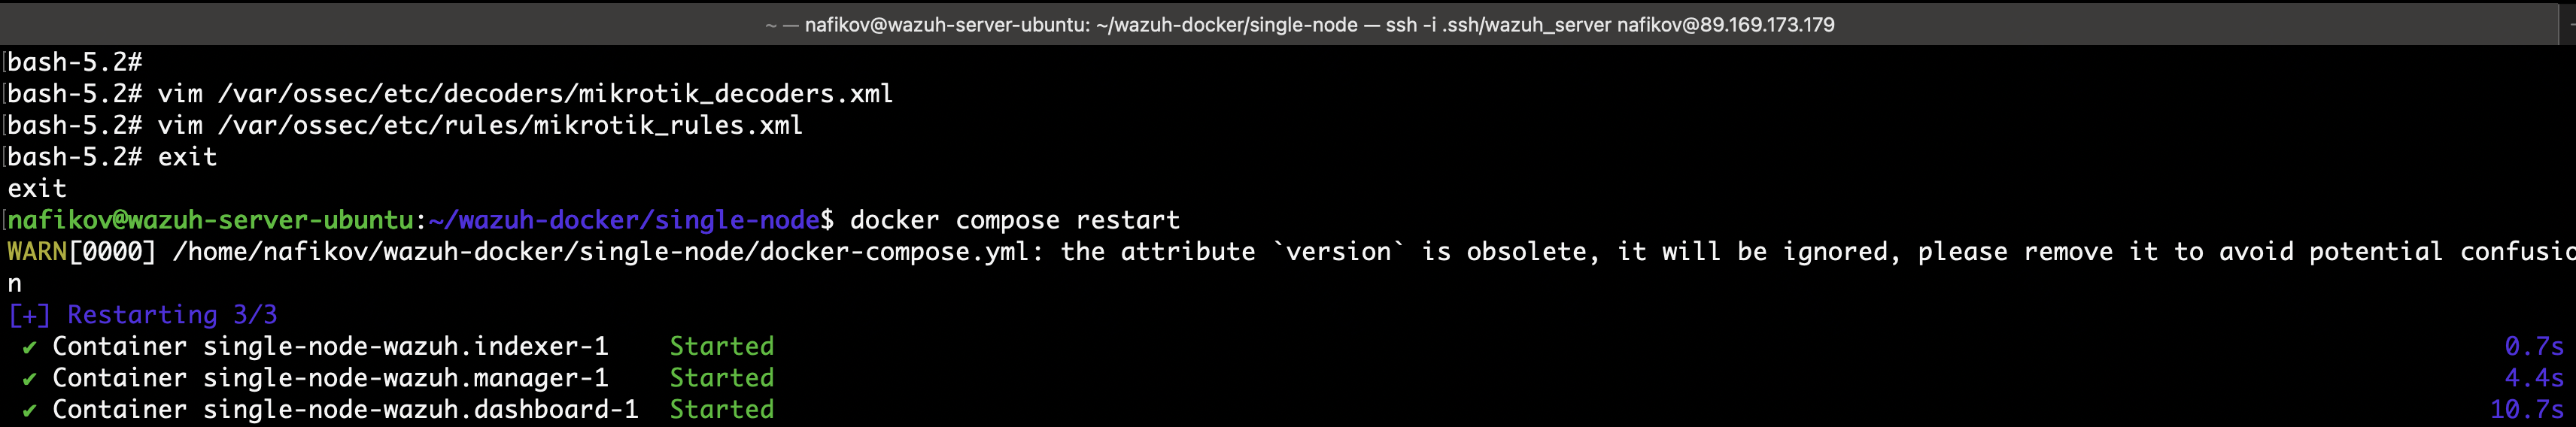 ~ — nafikov@wazuh-server-ubuntu: ~/wazuh-docker/single-node — ssh -i .ssh/wazuh_server nafikov@89.169.173.179
[bash-5.2#
[bash-5.2# vim /var/ossec/etc/decoders/mikrotik_decoders.xml
[bash-5.2# vim /var/ossec/etc/rules/mikrotik_rules.xml
[bash-5.2# exit
exit
[nafikov@wazuh-server-ubuntu:~/wazuh-docker/single-node$ docker compose restart
WARN[0000] /home/nafikov/wazuh-docker/single-node/docker-compose.yml: the attribute `version` is obsolete, it will be ignored, please remove it to avoid potential confusio
n
[+] Restarting 3/3
✔ Container single-node-wazuh.indexer-1 Started 0.7s
✔ Container single-node-wazuh.manager-1 Started 4.4s
✔ Container single-node-wazuh.dashboard-1 Started 10.7s